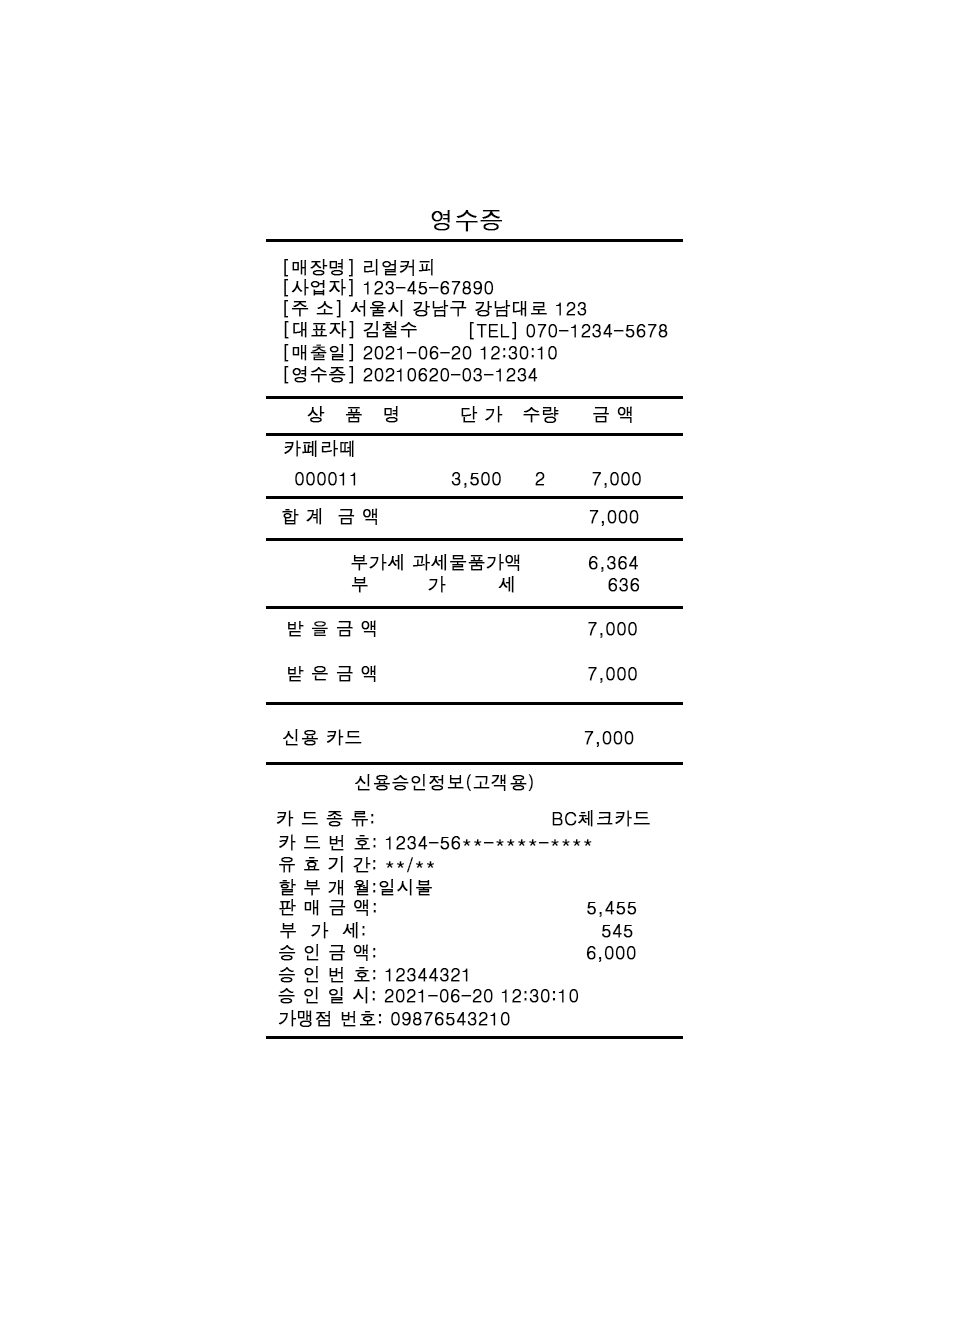 영수증
[매장명] 리얼커피
[사업자] 123-45-67890
[주 소] 서울시 강남구 강남대로 123
[대표자] 김철수 [TEL] 070-1234-5678
[매출일] 2021-06-20 12:30:10
[영수증] 20210620-03-1234
상 품 명 단 가 수량 금 액
카페라떼
000011 3,500 2 7,000
합 계 금 액 7,000
부가세 과세물품가액 6,364
부 가 세 636
받 을 금 액 7,000
받 은 금 액 7,000
신용 카드 7,000
신용승인정보(고객용)
카 드 종 류: BC체크카드
카 드 번 호: 1234-56**-****-****
유 효 기 간: **/**
할 부 개 월:일시불
판 매 금 액: 5,455
부 가 세: 545
승 인 금 액: 6,000
승 인 번 호: 12344321
승 인 일 시: 2021-06-20 12:30:10
가맹점 번호: 09876543210